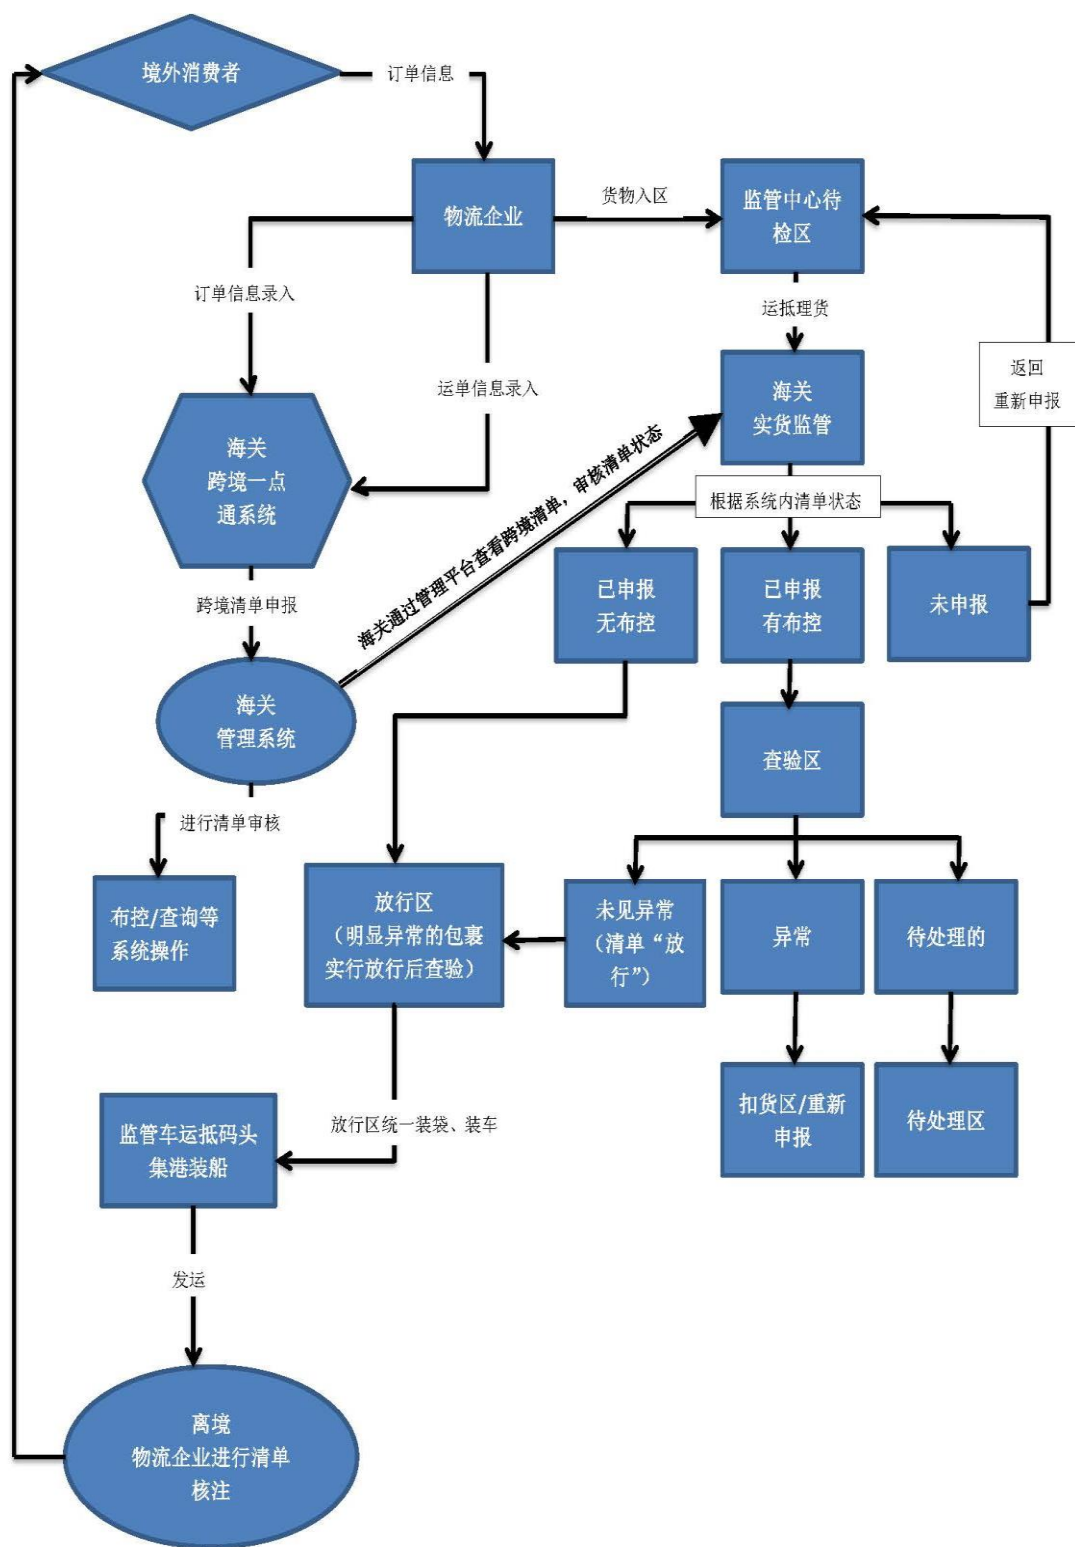 境外消费者
订单信息
物流企业
货物入区
监管中心待
检区
订单信息录入
运单信息录入
运抵理货
返回
重新申报
海关
跨境一点
通系统
海关
实货监管
海关通过管理平台查看跨境清单，审核清单状态
根据系统内清单状态
跨境清单申报
已申报
无布控
已申报
有布控
未申报
海关
管理系统
查验区
进行清单审核
布控/查询等
系统操作
放行区
（明显异常的包裹
实行放行后查验）
未见异常
（清单“放
行”）
异常
待处理的
扣货区/重新
申报
待处理区
放行区统一装袋、装车
监管车运抵码头
集港装船
发运
离境
物流企业进行清单
核注